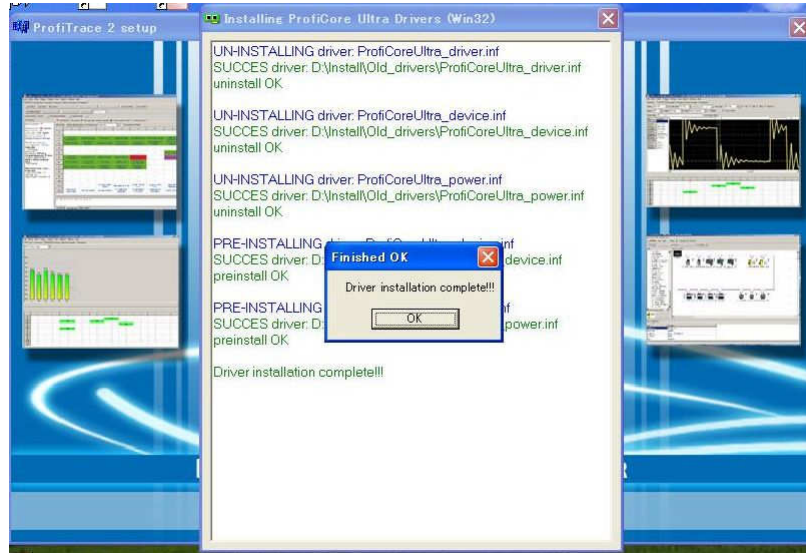 ProfiTrace 2 setup
Installing ProfiCore Ultra Drivers (Win32)
UN-INSTALLING driver: ProfiCoreUltra_driver.inf
SUCCES driver: D:\Install\Old_drivers\ProfiCoreUltra_driver.inf
uninstall OK
UN-INSTALLING driver: ProfiCoreUltra_device.inf
SUCCES driver: D:\Install\Old_drivers\ProfiCoreUltra_device.inf
uninstall OK
UN-INSTALLING driver: ProfiCoreUltra_power.inf
SUCCES driver: D:\Install\Old_drivers\ProfiCoreUltra_power.inf
uninstall OK
PRE-INSTALLING
SUCCES driver: D: device.inf
preinstall OK
PRE-INSTALLING
SUCCES driver: D: power.inf
preinstall OK
Driver installation complete!!!
Finished OK
Driver installation complete!!!
OK